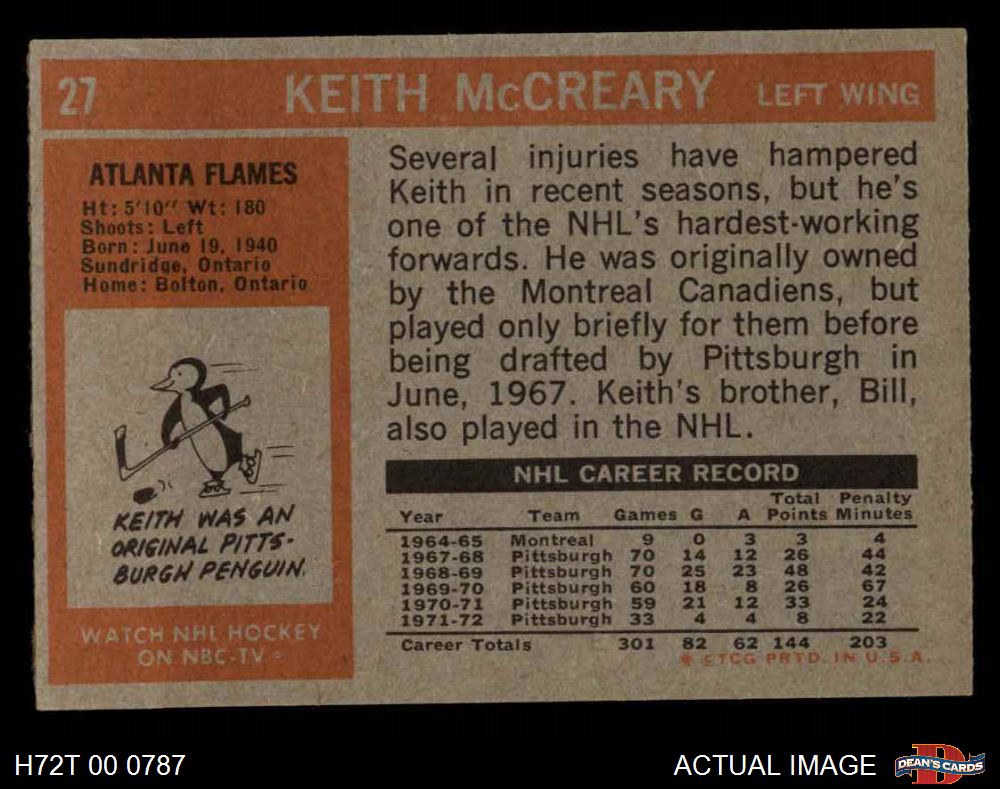 27 KEITH McCREARY LEFT WING
ATLANTA FLAMES
Ht: 5'10" Wt: 180
Shoots: Left
Born: June 19, 1940
Sundridge, Ontario
Home: Bolton, Ontario
KEITH WAS AN
ORIGINAL PITTS-
BURGH PENGUIN.
WATCH NHL HOCKEY
ON NBC-TV
Several injuries have hampered
Keith in recent seasons, but he's
one of the NHL's hardest-working
forwards. He was originally owned
by the Montreal Canadiens, but
played only briefly for them before
being drafted by Pittsburgh in
June, 1967. Keith's brother, Bill,
also played in the NHL.
NHL CAREER RECORD
Total Penalty
Year Team Games G A Points Minutes
1964-65 Montreal 9 0 3 3 4
1967-68 Pittsburgh 70 14 12 26 44
1968-69 Pittsburgh 70 25 23 48 42
1969-70 Pittsburgh 60 18 8 26 67
1970-71 Pittsburgh 59 21 12 33 24
1971-72 Pittsburgh 33 4 4 8 22
Career Totals 301 82 62 144 203
* ©TCG PRTD. IN U.S.A.
H72T 00 0787
ACTUAL IMAGE
D
DEAN'S CARDS